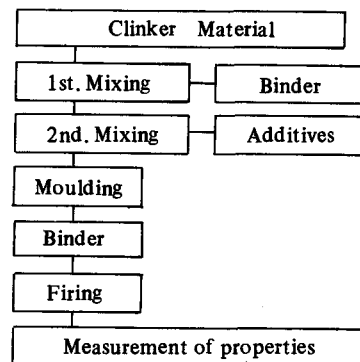 Clinker Material
1st. Mixing
Binder
2nd. Mixing
Additives
Moulding
Binder
Firing
Measurement of properties